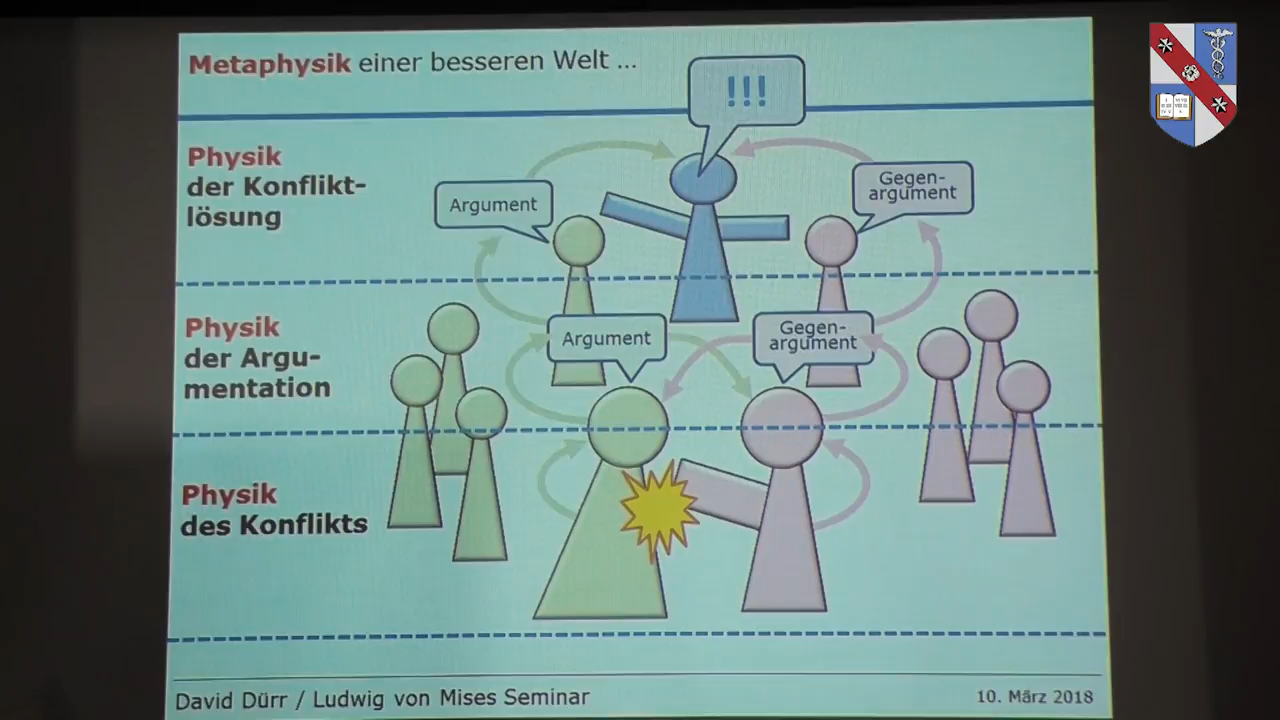 Metaphysik einer besseren Welt ...
!!!
Physik
der Konflikt-
lösung
Argument
Gegen-
argument
Physik
der Argu-
mentation
Argument
Gegen-
argument
Physik
des Konflikts
David Dürr / Ludwig von Mises Seminar
10. März 2018